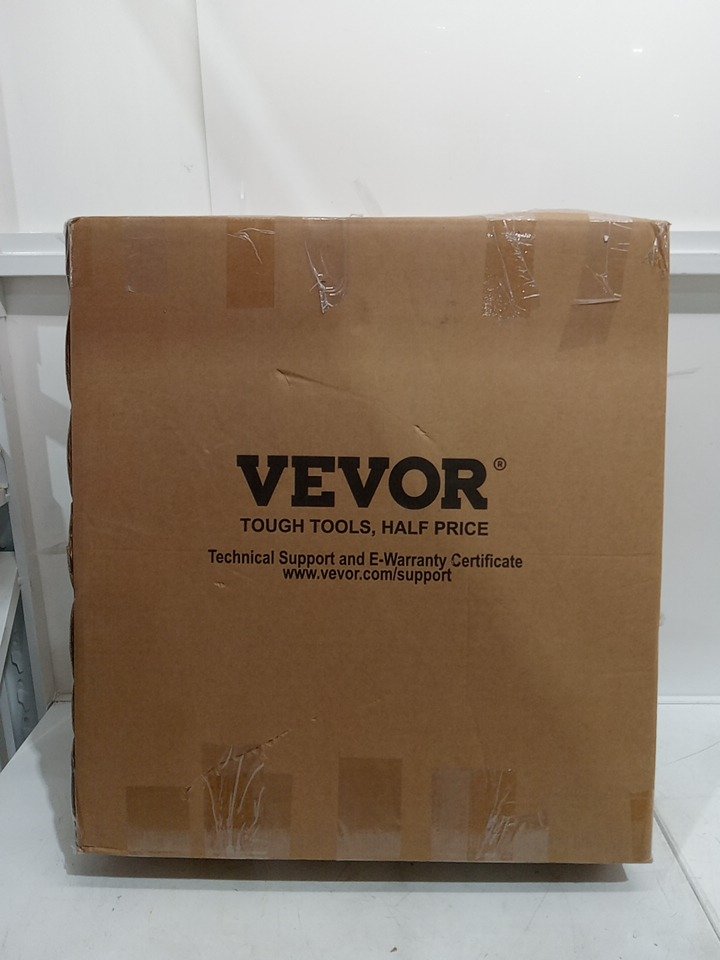 VEVOR®
TOUGH TOOLS, HALF PRICE
Technical Support and E-Warranty Certificate
www.vevor.com/support